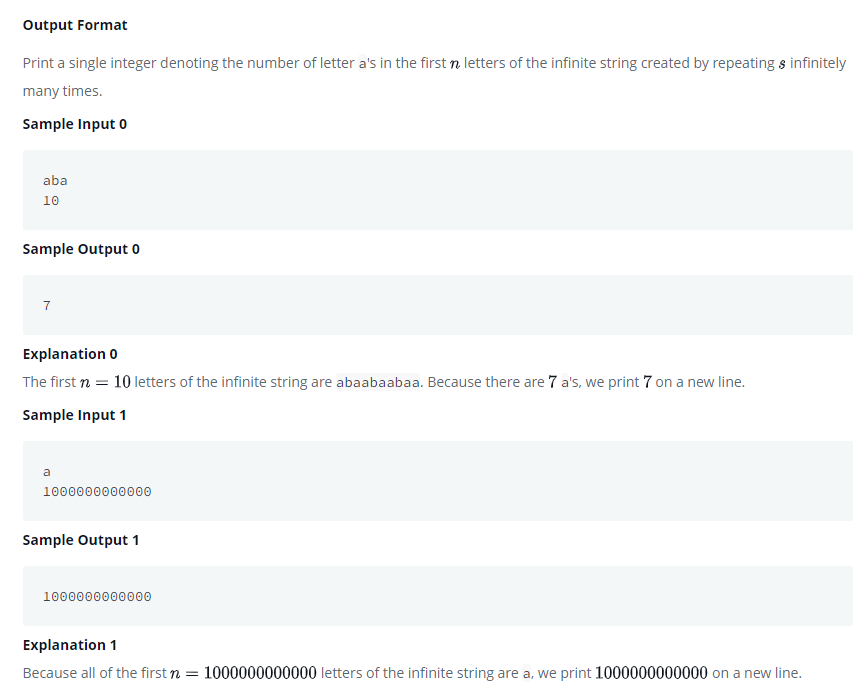 Output Format
Print a single integer denoting the number of letter a's in the first n letters of the infinite string created by repeating s infinitely
many times.
Sample Input 0
aba
10
Sample Output 0
7
Explanation 0
The first n = 10 letters of the infinite string are abaabaabaa. Because there are 7 a's, we print 7 on a new line.
Sample Input 1
a
1000000000000
Sample Output 1
1000000000000
Explanation 1
Because all of the first n = 1000000000000 letters of the infinite string are a, we print 1000000000000 on a new line.